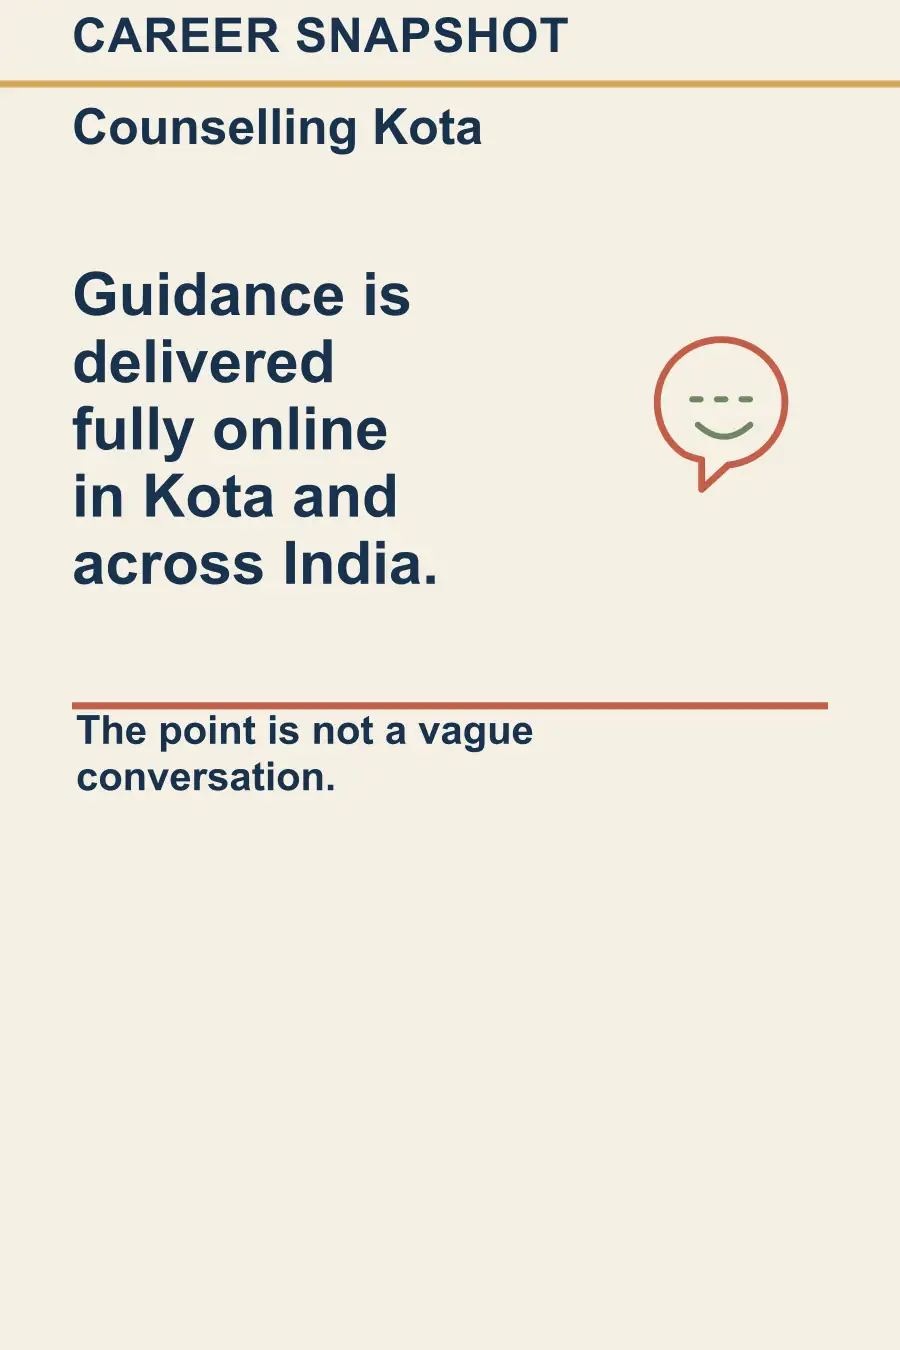 CAREER SNAPSHOT
Counselling Kota
Guidance is
delivered
fully online
in Kota and
across India.
The point is not a vague
conversation.